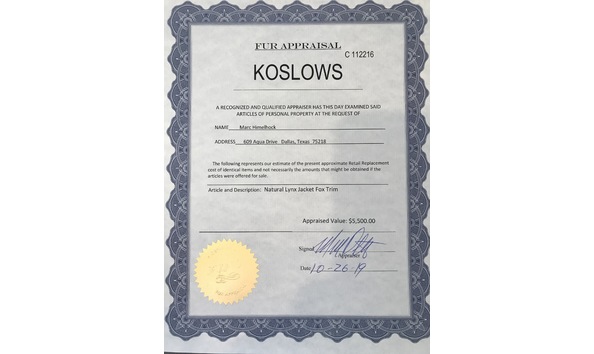 FUR APPRAISAL
C 112216
KOSLOWS
A RECOGNIZED AND QUALIFIED APPRAISER HAS THIS DAY EXAMINED SAID
ARTICLES OF PERSONAL PROPERTY AT THE REQUEST OF
NAME Marc Himelhock
ADDRESS 609 Aqua Drive Dallas, Texas 75218
The following represents our estimate of the present approximate Retail Replacement
cost of identical items and not necessarily the amounts that might be obtained if the
articles were offered for sale.
Article and Description: Natural Lynx Jacket Fox Trim
Appraised Value: $5,500.00
Signed
Appraiser
Date 10-26-19